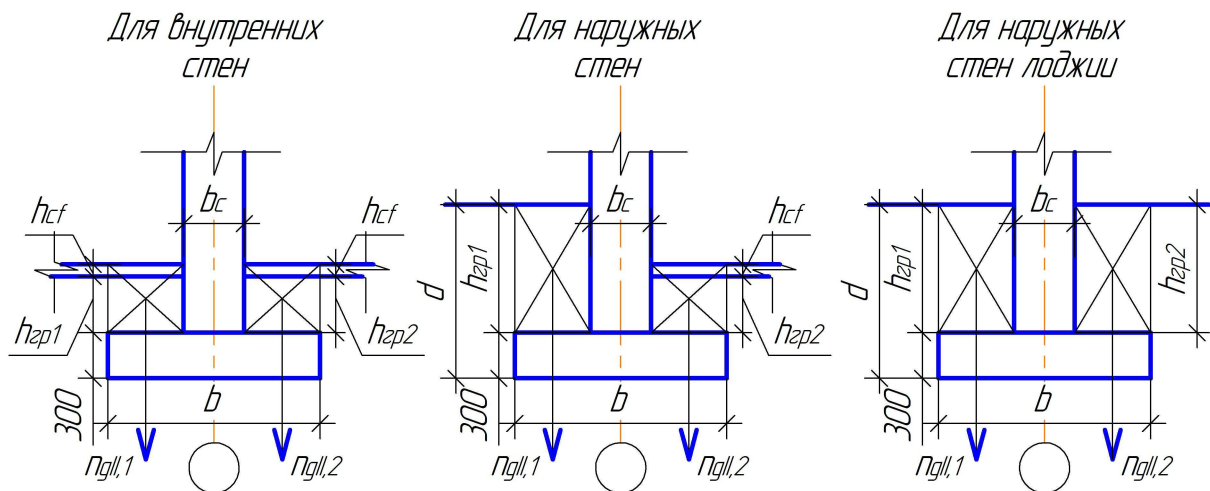 Для внутренних
стен
Для наружных
стен
Для наружных
стен лоджии
hcf
bc
hcf
hгр1
hгр2
300
b
ngII,1
ngII,2
bc
hcf
d
hгр1
hгр2
300
b
ngII,1
ngII,2
bc
d
hгр1
hгр2
300
b
ngII,1
ngII,2